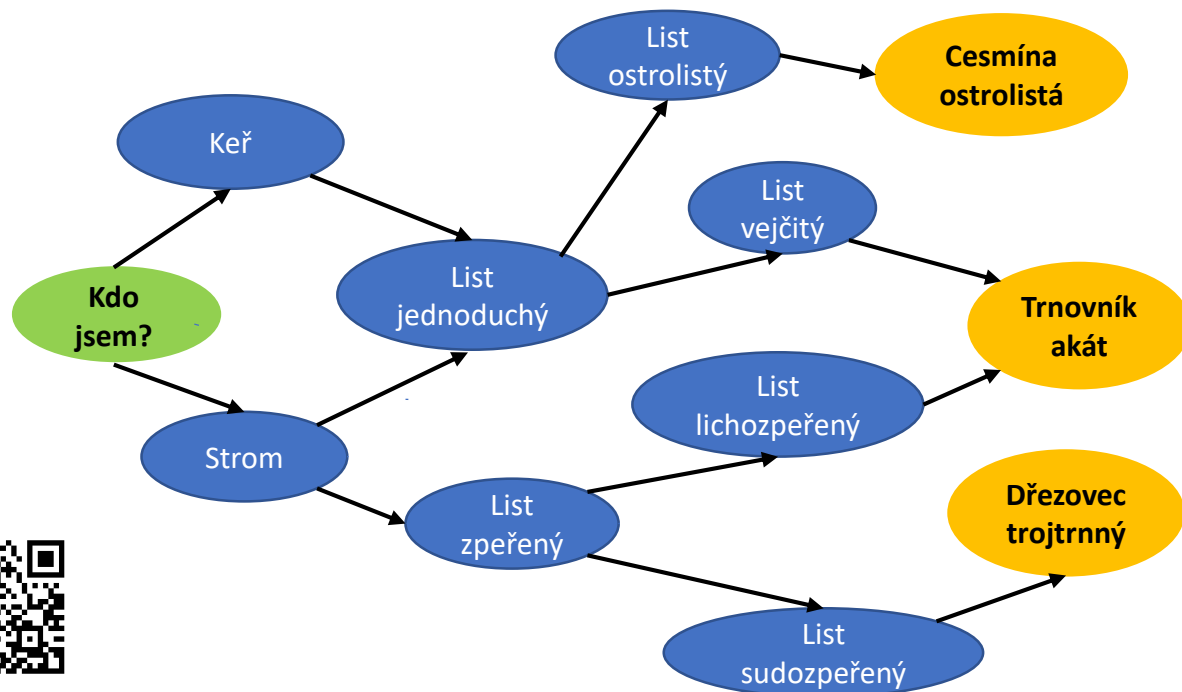 List
ostrolistý
Cesmína
ostrolistá
Keř
List
vejčitý
List
jednoduchý
Kdo
jsem?
Trnovník
akát
List
lichozpeřený
Strom
List
zpeřený
Dřezovec
trojtrnný
List
sudozpeřený